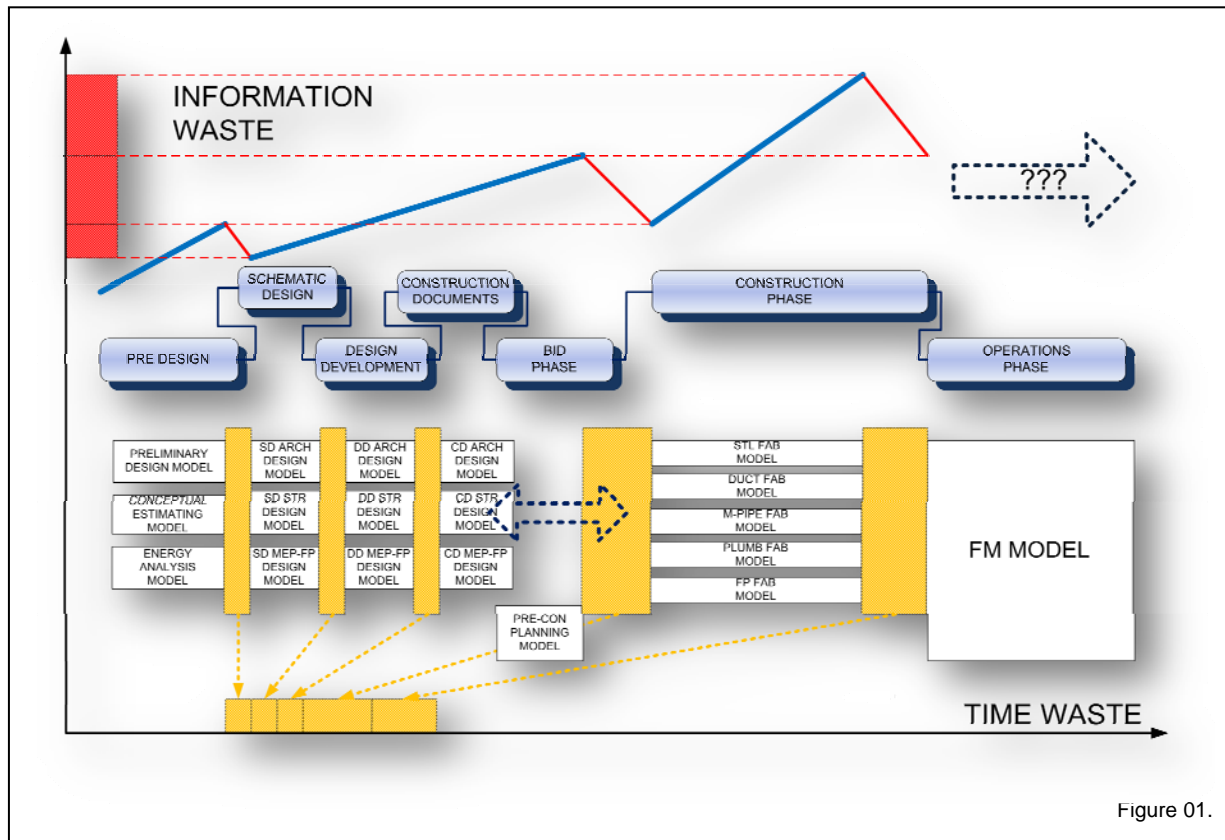 INFORMATION
WASTE
???
SCHEMATIC
DESIGN
CONSTRUCTION
DOCUMENTS
CONSTRUCTION
PHASE
PRE DESIGN
DESIGN
DEVELOPMENT
BID
PHASE
OPERATIONS
PHASE
PRELIMINARY
DESIGN MODEL
SD ARCH
DESIGN
MODEL
DD ARCH
DESIGN
MODEL
CD ARCH
DESIGN
MODEL
CONCEPTUAL
ESTIMATING
MODEL
SD STR
DESIGN
MODEL
DD STR
DESIGN
MODEL
CD STR
DESIGN
MODEL
ENERGY
ANALYSIS
MODEL
SD MEP-FP
DESIGN
MODEL
DD MEP-FP
DESIGN
MODEL
CD MEP-FP
DESIGN
MODEL
STL FAB
MODEL
DUCT FAB
MODEL
M-PIPE FAB
MODEL
PLUMB FAB
MODEL
FP FAB
MODEL
FM MODEL
PRE-CON
PLANNING
MODEL
TIME WASTE
Figure 01.